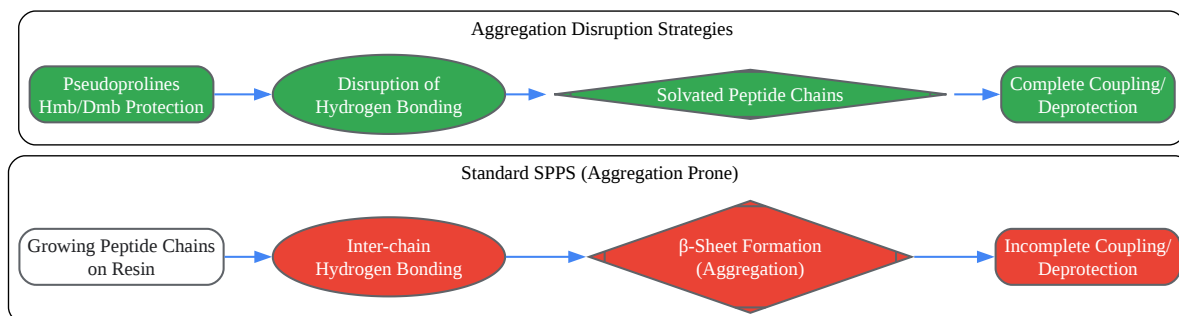 Aggregation Disruption Strategies
Pseudoprolines
Hmb/Dmb Protection
Disruption of
Hydrogen Bonding
Solvated Peptide Chains
Complete Coupling/
Deprotection
Standard SPPS (Aggregation Prone)
Growing Peptide Chains
on Resin
Inter-chain
Hydrogen Bonding
β-Sheet Formation
(Aggregation)
Incomplete Coupling/
Deprotection